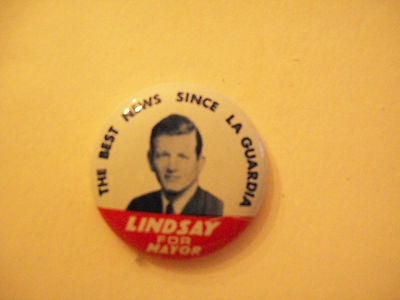 THE BEST NEWS SINCE LA GUARDIA
LINDSAY
FOR
MAYOR